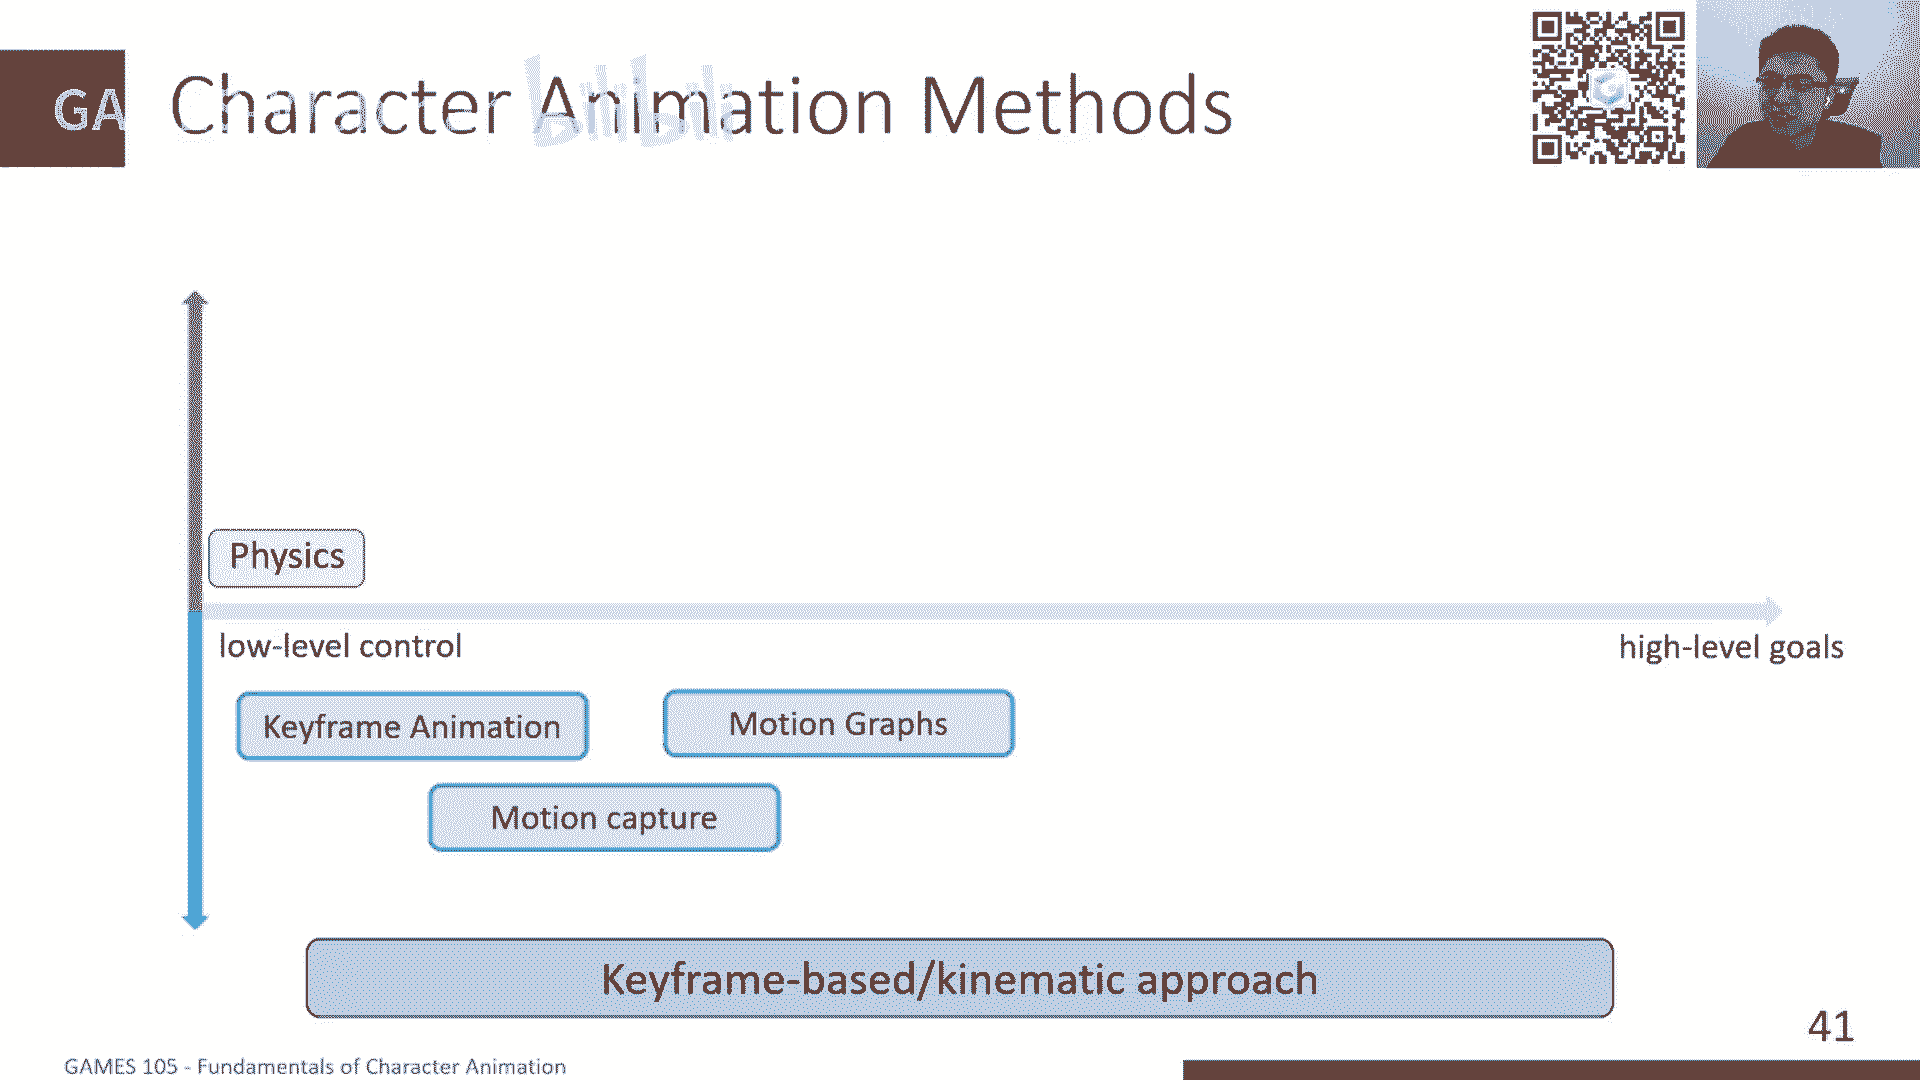 GA
Character Animation Methods
bilibili
Physics
low-level control
high-level goals
Keyframe Animation
Motion Graphs
Motion capture
Keyframe-based/kinematic approach
41
GAMES 105 - Fundamentals of Character Animation